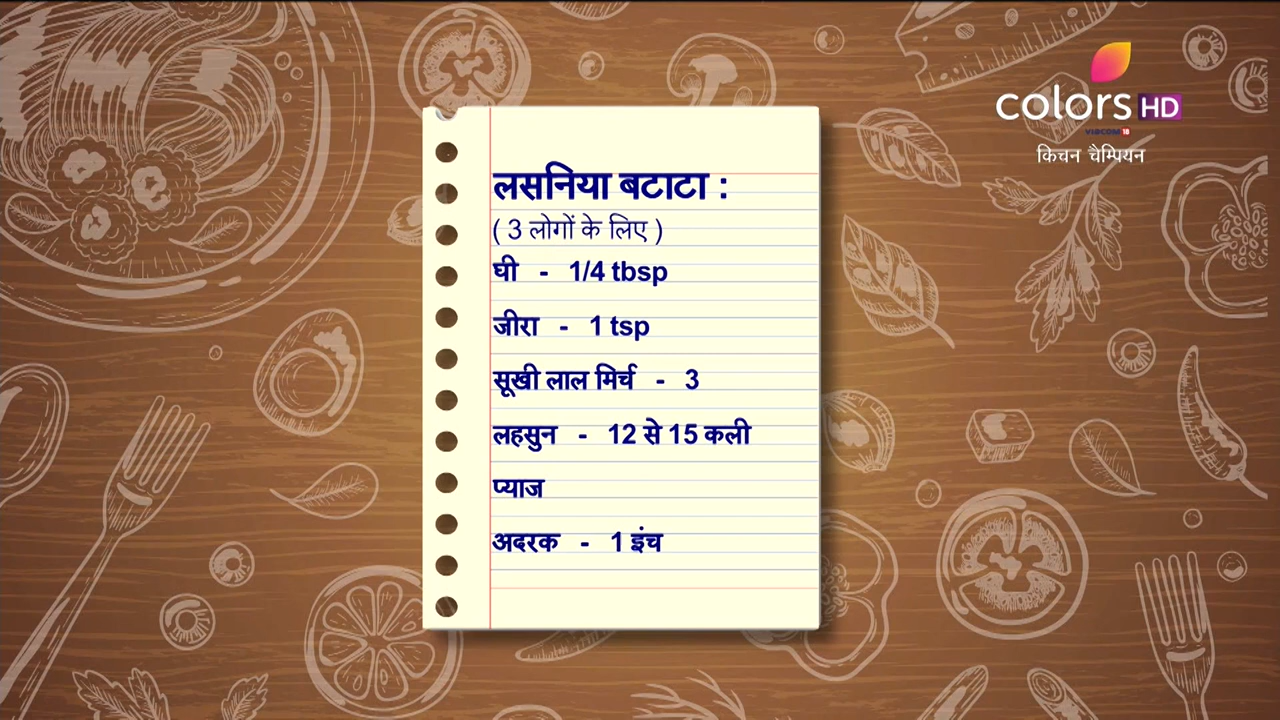 colors HD
VIACOM 18
किचन चैम्पियन
लसनिया बटाटा :
( 3 लोगों के लिए )
घी - 1/4 tbsp
जीरा - 1 tsp
सूखी लाल मिर्च - 3
लहसुन - 12 से 15 कली
प्याज
अदरक - 1 इंच